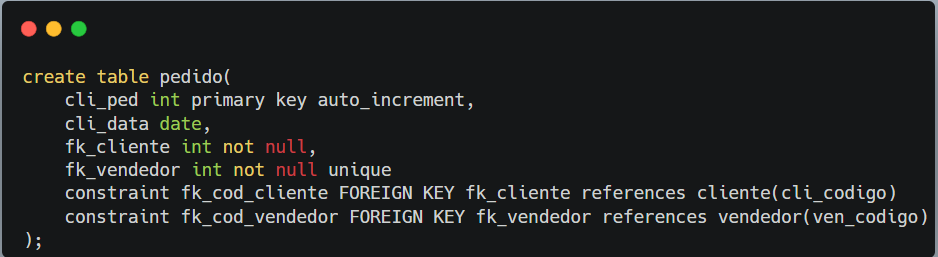 create table pedido(
    cli_ped int primary key auto_increment,
    cli_data date,
    fk_cliente int not null,
    fk_vendedor int not null unique
    constraint fk_cod_cliente FOREIGN KEY fk_cliente references cliente(cli_codigo)
    constraint fk_cod_vendedor FOREIGN KEY fk_vendedor references vendedor(ven_codigo)
);